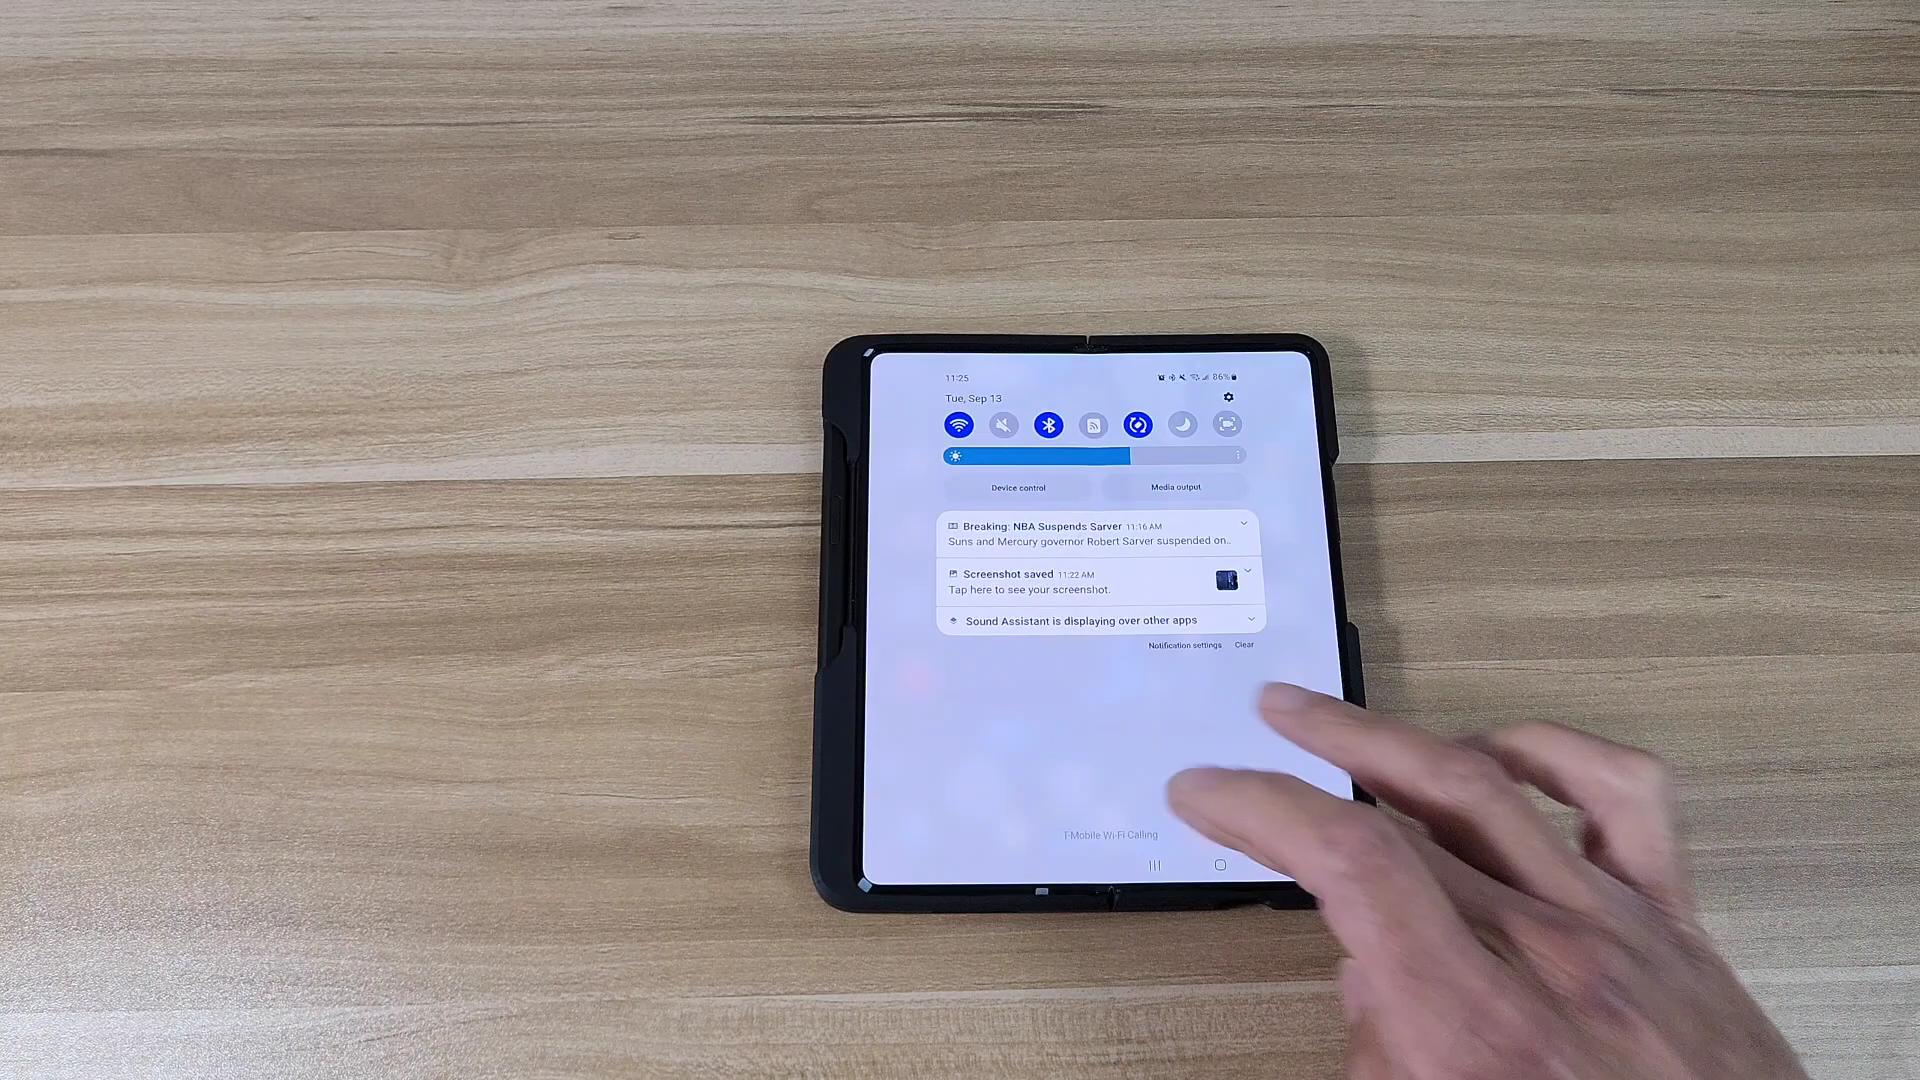 11:25
86%
Tue, Sep 13
Device control
Media output
Breaking: NBA Suspends Sarver 11:16 AM
Suns and Mercury governor Robert Sarver suspended on..
Screenshot saved 11:22 AM
Tap here to see your screenshot.
Sound Assistant is displaying over other apps
Notification settings
Clear
T-Mobile Wi-Fi Calling